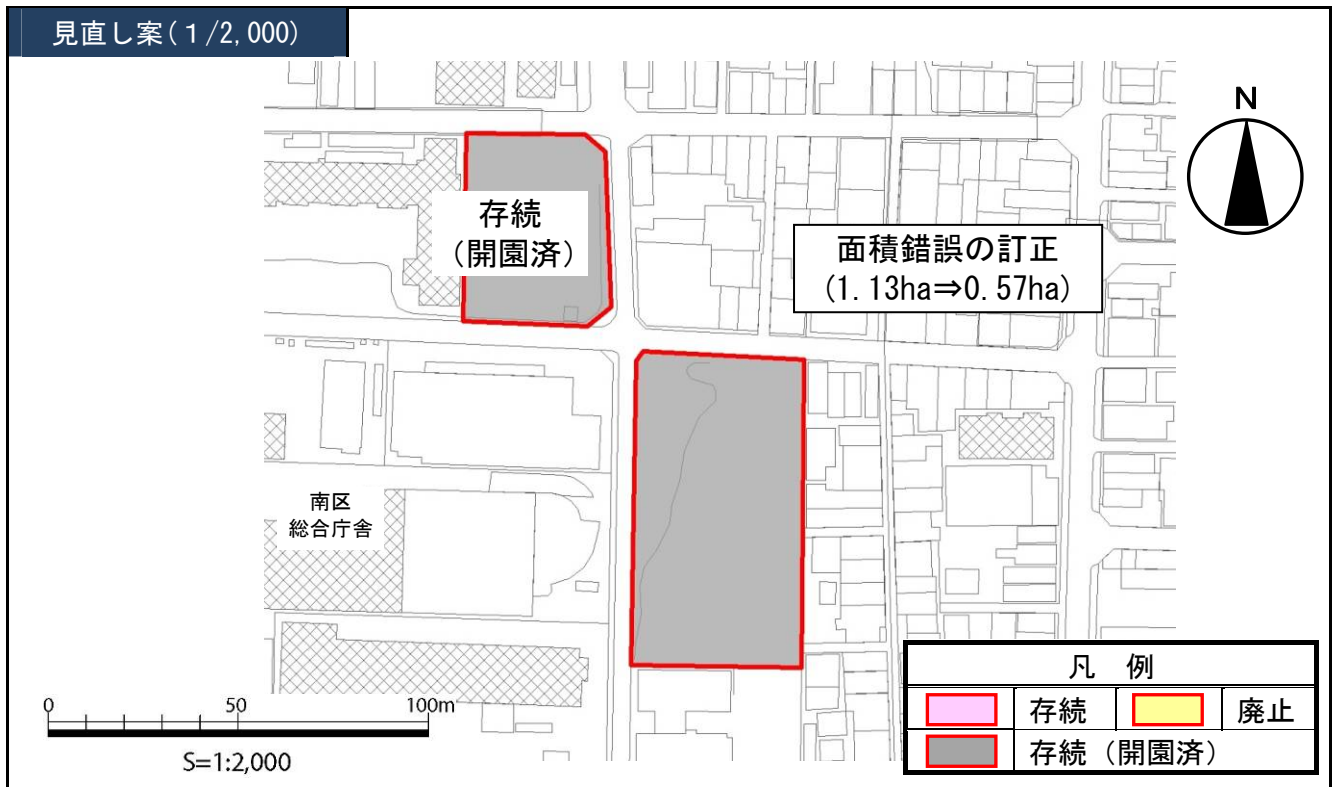 見直し案(1/2,000)
N
存続
(開園済)
面積錯誤の訂正
(1.13ha⇒0.57ha)
南区
総合庁舎
0 50 100m
S=1:2,000
凡 例
存続 廃止
存続（開園済）